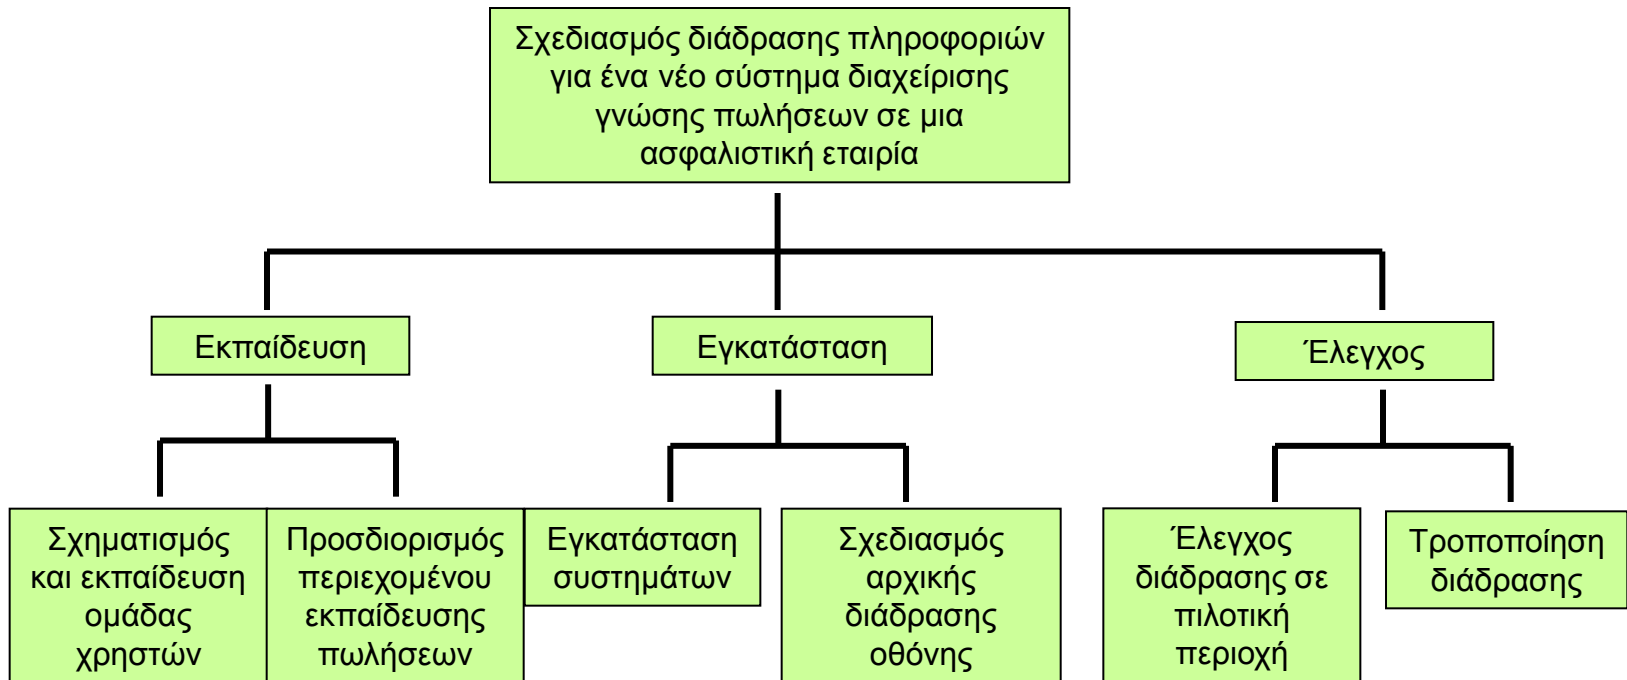 Σχεδιασμός διάδρασης πληροφοριών
για ένα νέο σύστημα διαχείρισης
γνώσης πωλήσεων σε μια
ασφαλιστική εταιρία
Εκπαίδευση
Εγκατάσταση
Έλεγχος
Σχηματισμός
και εκπαίδευση
ομάδας
χρηστών
Προσδιορισμός
περιεχομένου
εκπαίδευσης
πωλήσεων
Εγκατάσταση
συστημάτων
Σχεδιασμός
αρχικής
διάδρασης
οθόνης
Έλεγχος
διάδρασης σε
πιλοτική
περιοχή
Τροποποίηση
διάδρασης